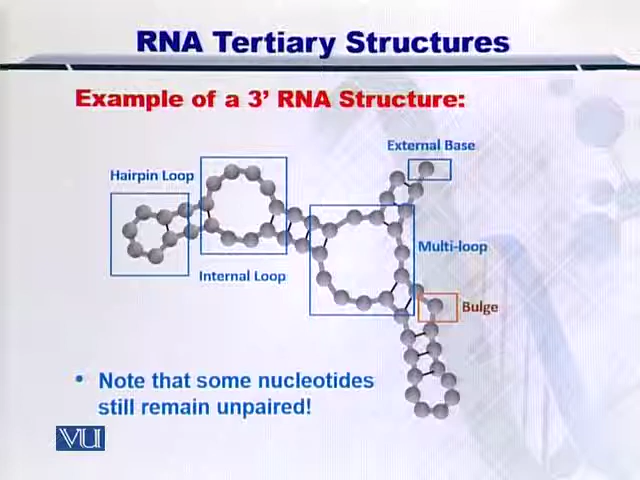 RNA Tertiary Structures
Example of a 3’ RNA Structure:
External Base
Hairpin Loop
Multi-loop
Internal Loop
Bulge
• Note that some nucleotides
still remain unpaired!
VU